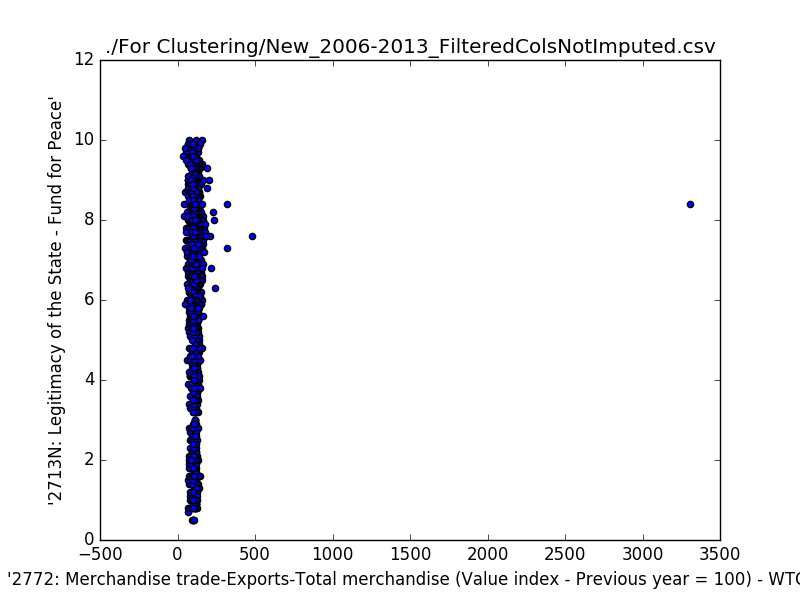 ./For Clustering/New_2006-2013_FilteredColsNotImputed.csv
12
10
8
6
4
2
0
'2713N: Legitimacy of the State - Fund for Peace'
−500 0 500 1000 1500 2000 2500 3000 3500
'2772: Merchandise trade-Exports-Total merchandise (Value index - Previous year = 100) - WTO